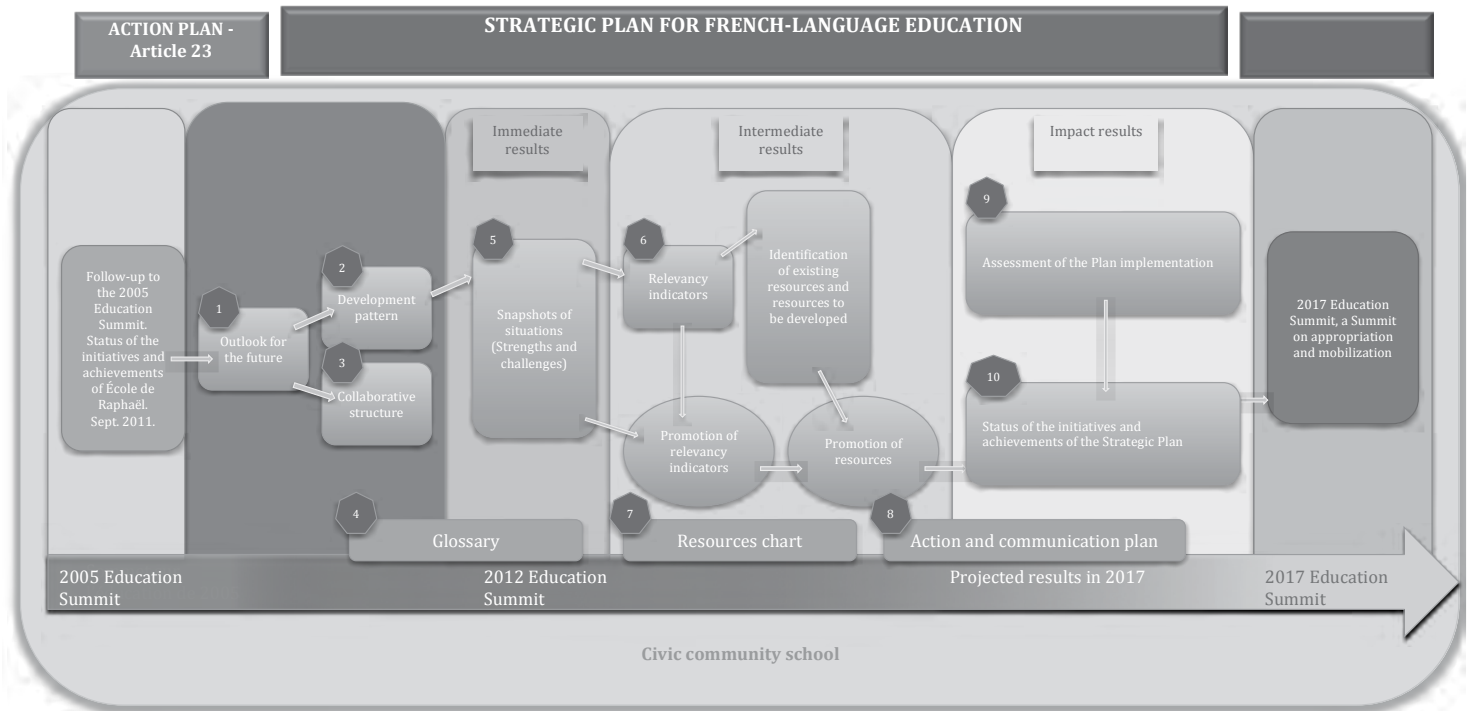 ACTION PLAN -
Article 23
STRATEGIC PLAN FOR FRENCH-LANGUAGE EDUCATION
Immediate
results
Intermediate
results
Impact results
Follow-up to
the 2005
Education
Summit.
Status of the
initiatives and
achievements
of École de
Raphaël.
Sept. 2011.
1
Outlook for
the future
2
Development
pattern
3
Collaborative
structure
4
Glossary
5
Snapshots of
situations
(Strengths and
challenges)
6
Relevancy
indicators
Identification
of existing
resources and
resources to
be developed
Promotion of
relevancy
indicators
Promotion of
resources
7
Resources chart
8
Action and communication plan
9
Assessment of the Plan implementation
10
Status of the initiatives and
achievements of the Strategic Plan
2017 Education
Summit, a Summit
on appropriation
and mobilization
2005 Education
Summit
2012 Education
Summit
Projected results in 2017
2017 Education
Summit
Civic community school